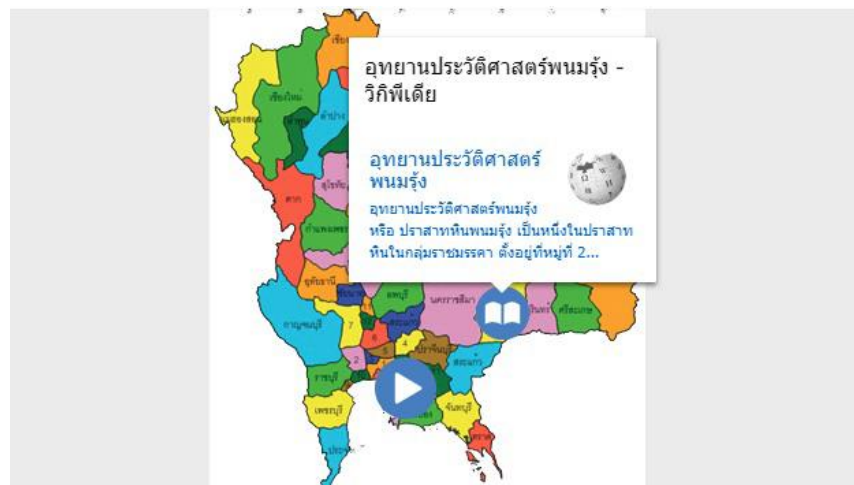 อุทยานประวัติศาสตร์พนมรุ้ง -
วิกิพีเดีย
อุทยานประวัติศาสตร์
พนมรุ้ง
อุทยานประวัติศาสตร์พนมรุ้ง
หรือ ปราสาทหินพนมรุ้ง เป็นหนึ่งในปราสาท
หินในกลุ่มราชมรรคา ตั้งอยู่ที่หมู่ที่ 2...
เชียงใหม่
ลำปาง
สุโขทัย
ตาก
กำแพงเพชร
อุทัยธานี
ลพบุรี
นครราชสีมา
ศรีสะเกษ
กาญจนบุรี
7
6
5
4
2
ปราจีนบุรี
สระแก้ว
ราชบุรี
เพชรบุรี
จันทบุรี
ตราด